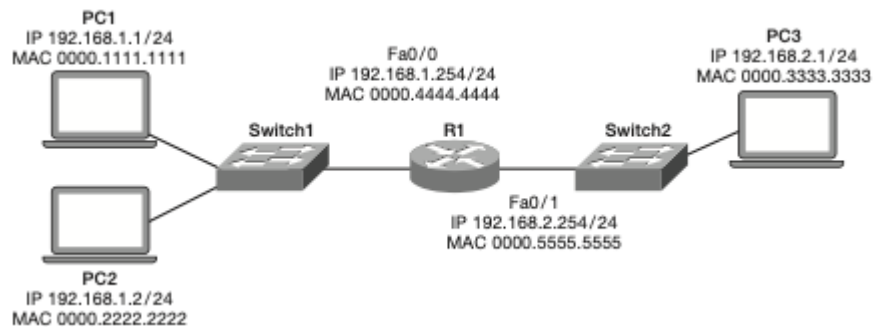 PC1
IP 192.168.1.1/24
MAC 0000.1111.1111
Fa0/0
IP 192.168.1.254/24
MAC 0000.4444.4444
PC3
IP 192.168.2.1/24
MAC 0000.3333.3333
Switch1
R1
Switch2
Fa0/1
IP 192.168.2.254/24
MAC 0000.5555.5555
PC2
IP 192.168.1.2/24
MAC 0000.2222.2222